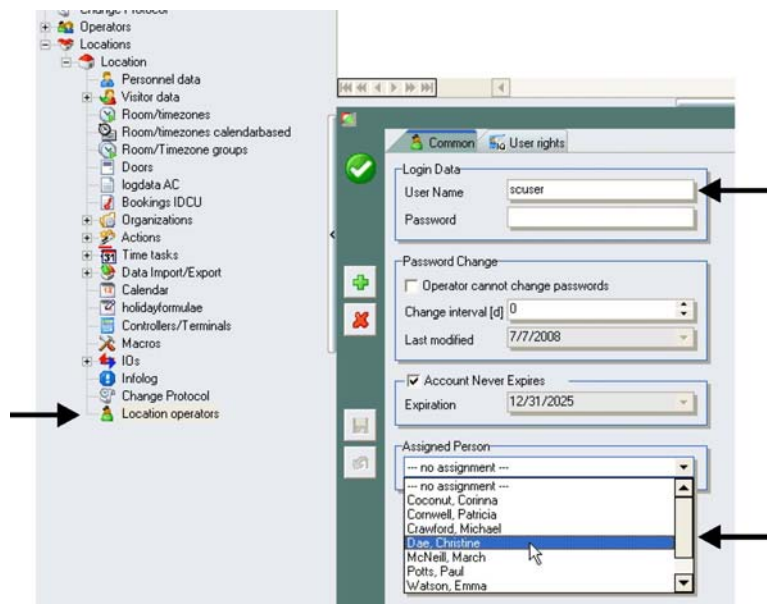 Change Protocol
Operators
Locations
Location
Personnel data
Visitor data
Room/timezones
Room/timezones calendarbased
Room/Timezone groups
Doors
logdata AC
Bookings IDCU
Organizations
Actions
Time tasks
Data Import/Export
Calendar
holidayformulae
Controllers/Terminals
Macros
IOs
Infolog
Change Protocol
Location operators
Common
User rights
Login Data
User Name scuser
Password
Password Change
Operator cannot change passwords
Change interval [d] 0
Last modified 7/7/2008
Account Never Expires
Expiration 12/31/2025
Assigned Person
--- no assignment ---
--- no assignment ---
Coconut, Corinna
Cornwell, Patricia
Crawford, Michael
Dae, Christine
McNeill, March
Potts, Paul
Watson, Emma